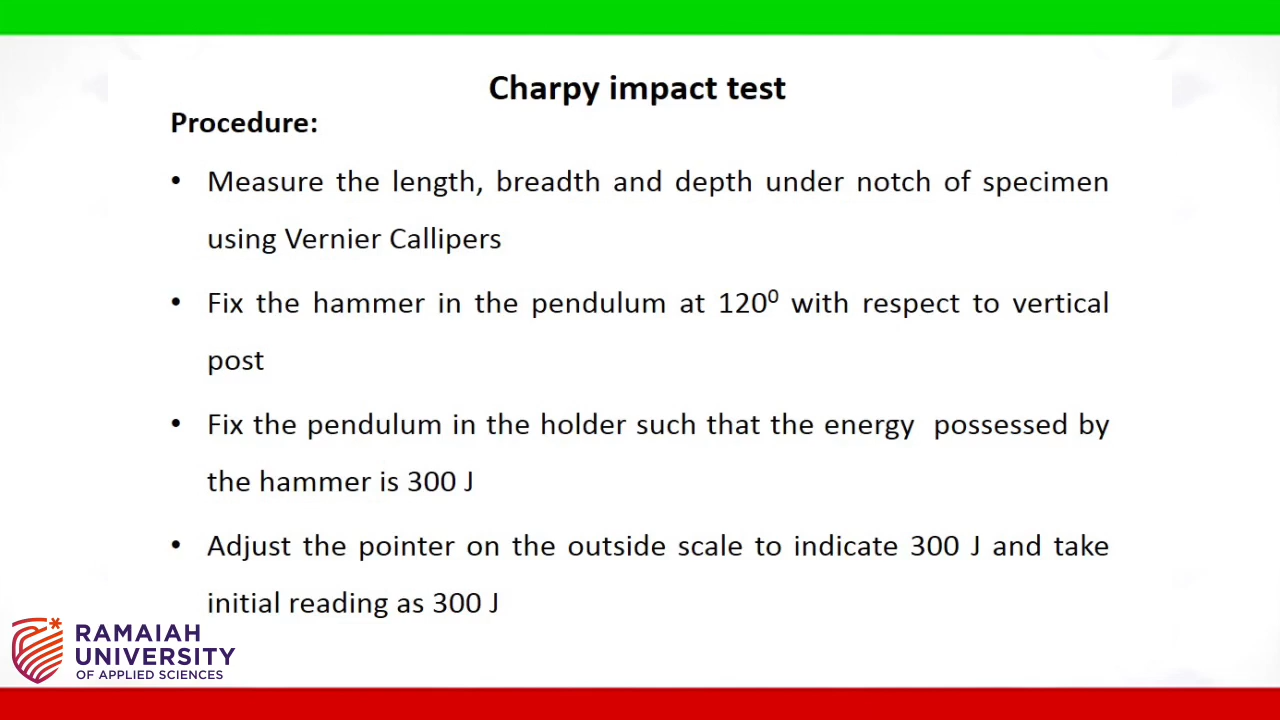 Charpy impact test
Procedure:
• Measure the length, breadth and depth under notch of specimen
using Vernier Callipers
• Fix the hammer in the pendulum at 120⁰ with respect to vertical
post
• Fix the pendulum in the holder such that the energy possessed by
the hammer is 300 J
• Adjust the pointer on the outside scale to indicate 300 J and take
initial reading as 300 J
RAMAIAH
UNIVERSITY
OF APPLIED SCIENCES